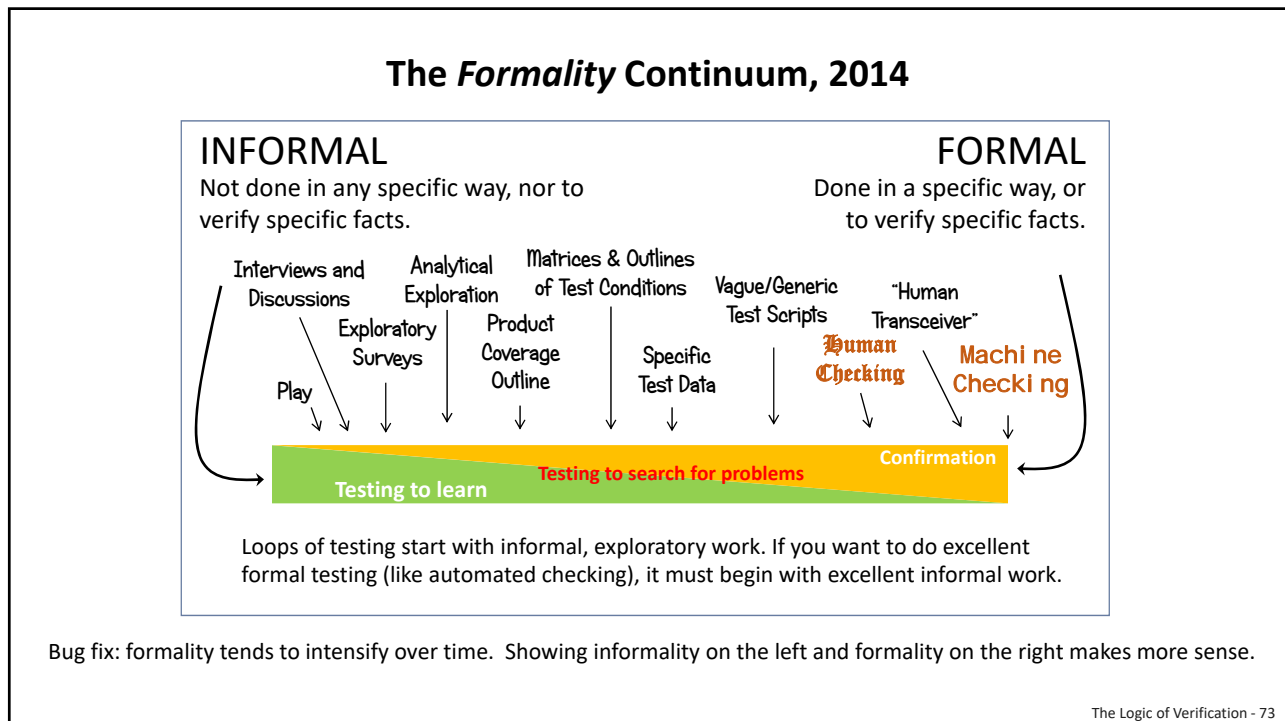 The Formality Continuum, 2014
INFORMAL
Not done in any specific way, nor to
verify specific facts.
FORMAL
Done in a specific way, or
to verify specific facts.
Interviews and
Discussions
Analytical
Exploration
Matrices & Outlines
of Test Conditions
Vague/Generic
Test Scripts
"Human
Transceiver"
Play
Exploratory
Surveys
Product
Coverage
Outline
Specific
Test Data
Human
Checking
Machine
Checking
Confirmation
Testing to search for problems
Testing to learn
Loops of testing start with informal, exploratory work. If you want to do excellent
formal testing (like automated checking), it must begin with excellent informal work.
Bug fix: formality tends to intensify over time. Showing informality on the left and formality on the right makes more sense.
The Logic of Verification - 73